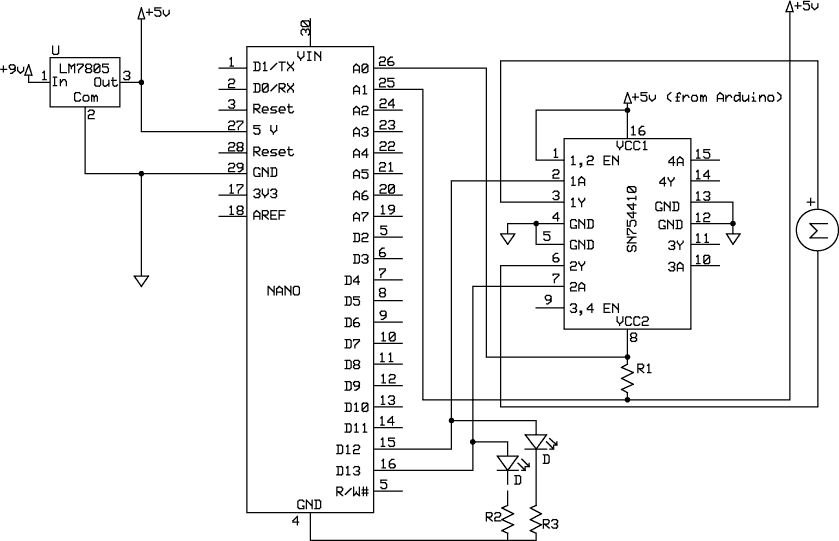 +5v
+9v
U
LM7805
1
In
Out
3
Com
2
30
VIN
1 D1/TX
2 D0/RX
3 Reset
27 5 V
28 Reset
29 GND
17 3V3
18 AREF
NANO
A0 26
A1 25
A2 24
A3 23
A4 22
A5 21
A6 20
A7 19
D2 5
D3 6
D4 7
D5 8
D6 9
D7 10
D8 11
D9 12
D10 13
D11 14
D12 15
D13 16
R/W# 5
GND
4
+5v
+5v (from Arduino)
16
VCC1
1 1,2 EN
2 1A
3 1Y
4 GND
5 GND
6 2Y
7 2A
9 3,4 EN
SN754410
4A 15
4Y 14
GND 13
GND 12
3Y 11
3A 10
VCC2
8
R1
+
M
D
D
R2
R3